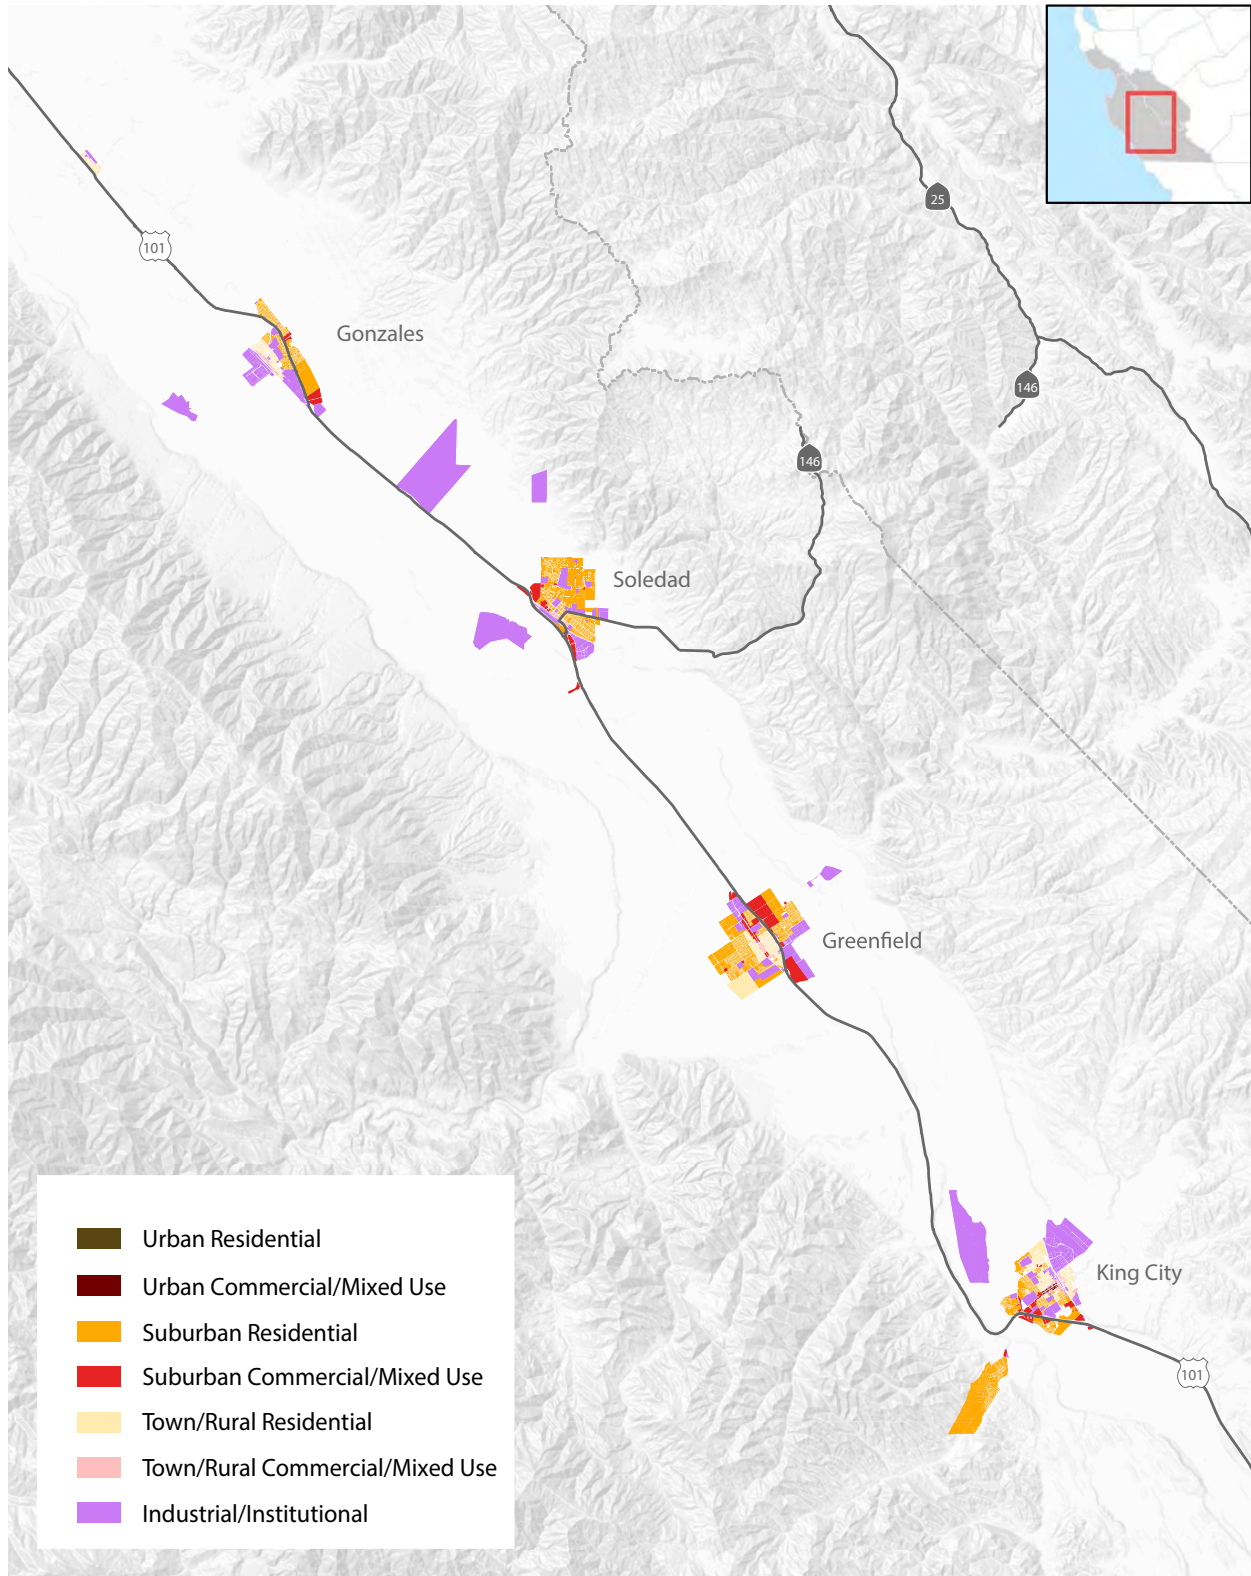 25
101
Gonzales
146
146
Soledad
Greenfield
King City
101
Urban Residential
Urban Commercial/Mixed Use
Suburban Residential
Suburban Commercial/Mixed Use
Town/Rural Residential
Town/Rural Commercial/Mixed Use
Industrial/Institutional